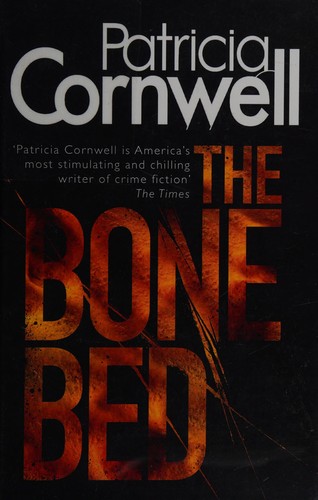 Patricia
Cornwell
'Patricia Cornwell is America's
most stimulating and chilling
writer of crime fiction'
The Times
THE
BONE
BED